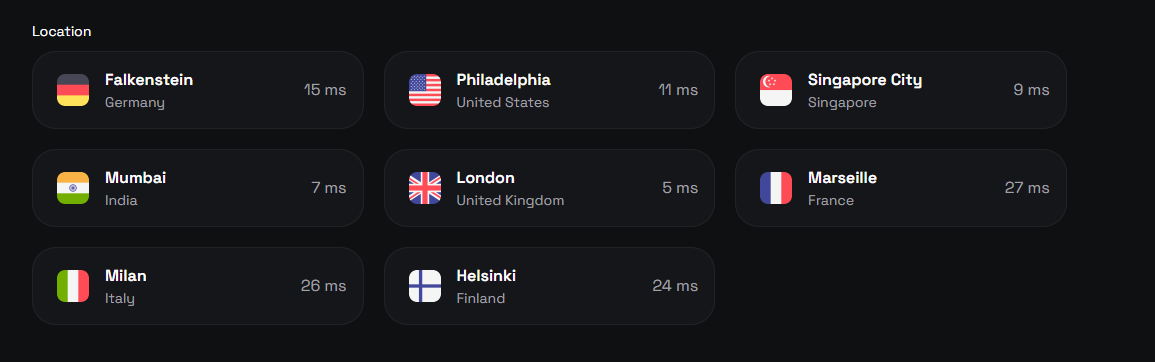 Location
Falkenstein
Germany
15 ms
Philadelphia
United States
11 ms
Singapore City
Singapore
9 ms
Mumbai
India
7 ms
London
United Kingdom
5 ms
Marseille
France
27 ms
Milan
Italy
26 ms
Helsinki
Finland
24 ms